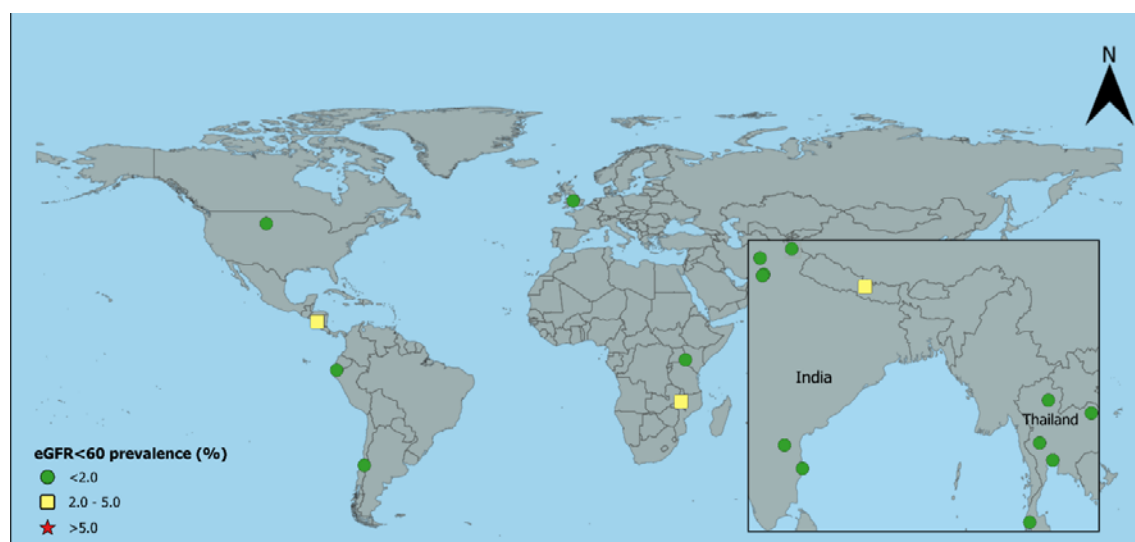 N
India
Thailand
eGFR<60 prevalence (%)
<2.0
2.0 - 5.0
>5.0